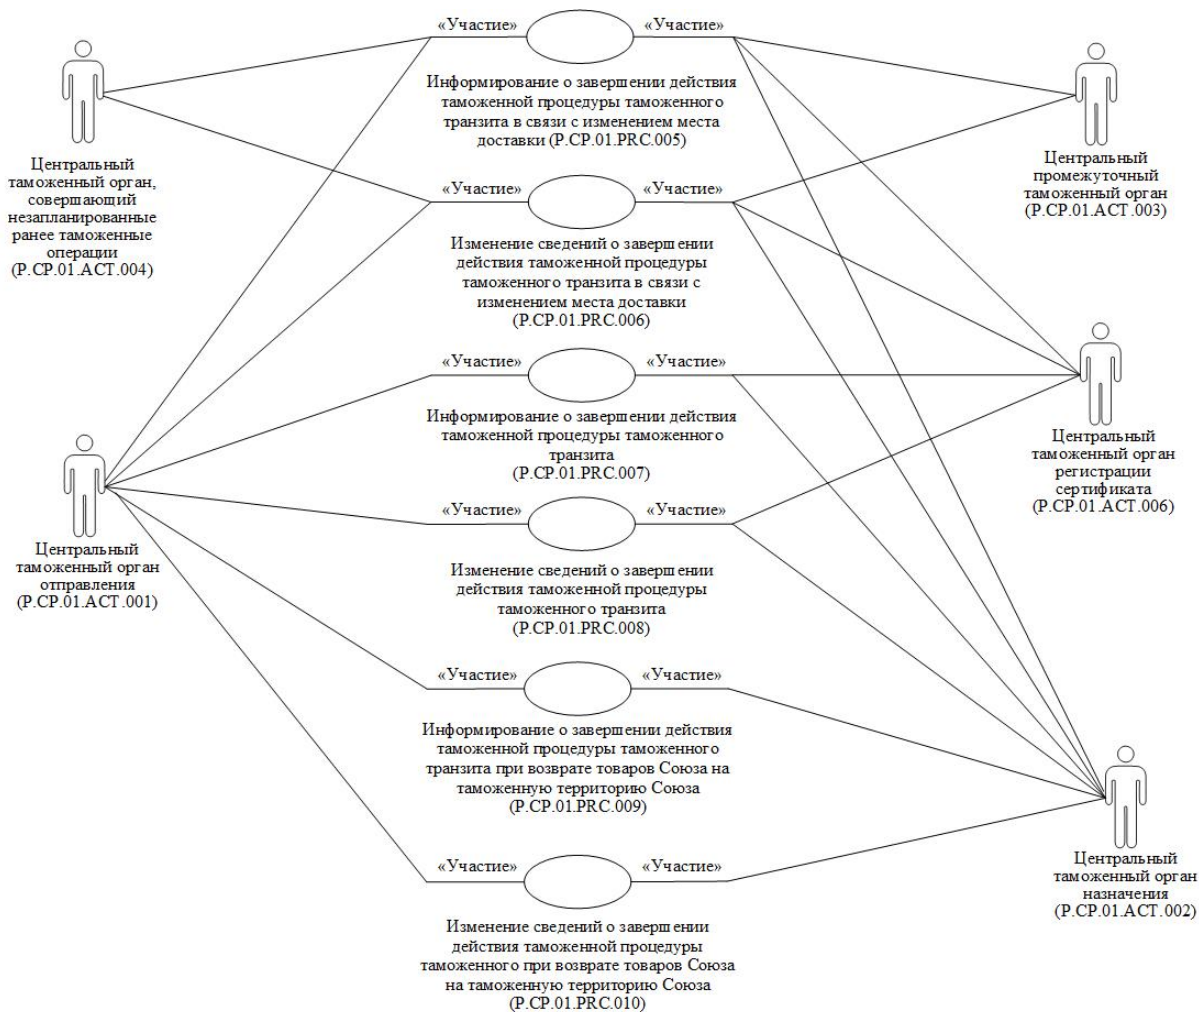 «Участие»
«Участие»
Информирование о завершении действия
таможенной процедуры таможенного
транзита в связи с изменением места
доставки (P.CP.01.PRC.005)
Центральный
таможенный орган,
совершающий
незапланированные
ранее таможенные
операции
(P.CP.01.ACT.004)
Центральный
промежуточный
таможенный орган
(P.CP.01.ACT.003)
«Участие»
«Участие»
Изменение сведений о завершении
действия таможенной процедуры
таможенного транзита в связи с
изменением места доставки
(P.CP.01.PRC.006)
«Участие»
«Участие»
Информирование о завершении действия
таможенной процедуры таможенного
транзита
(P.CP.01.PRC.007)
Центральный
таможенный орган
регистрации
сертификата
(P.CP.01.ACT.006)
«Участие»
«Участие»
Центральный
таможенный орган
отправления
(P.CP.01.ACT.001)
Изменение сведений о завершении
действия таможенной процедуры
таможенного транзита
(P.CP.01.PRC.008)
«Участие»
«Участие»
Информирование о завершении действия
таможенной процедуры таможенного
транзита при возврате товаров Союза на
таможенную территорию Союза
(P.CP.01.PRC.009)
«Участие»
«Участие»
Центральный
таможенный орган
назначения
(P.CP.01.ACT.002)
Изменение сведений о завершении
действия таможенной процедуры
таможенного при возврате товаров Союза
на таможенную территорию Союза
(P.CP.01.PRC.010)